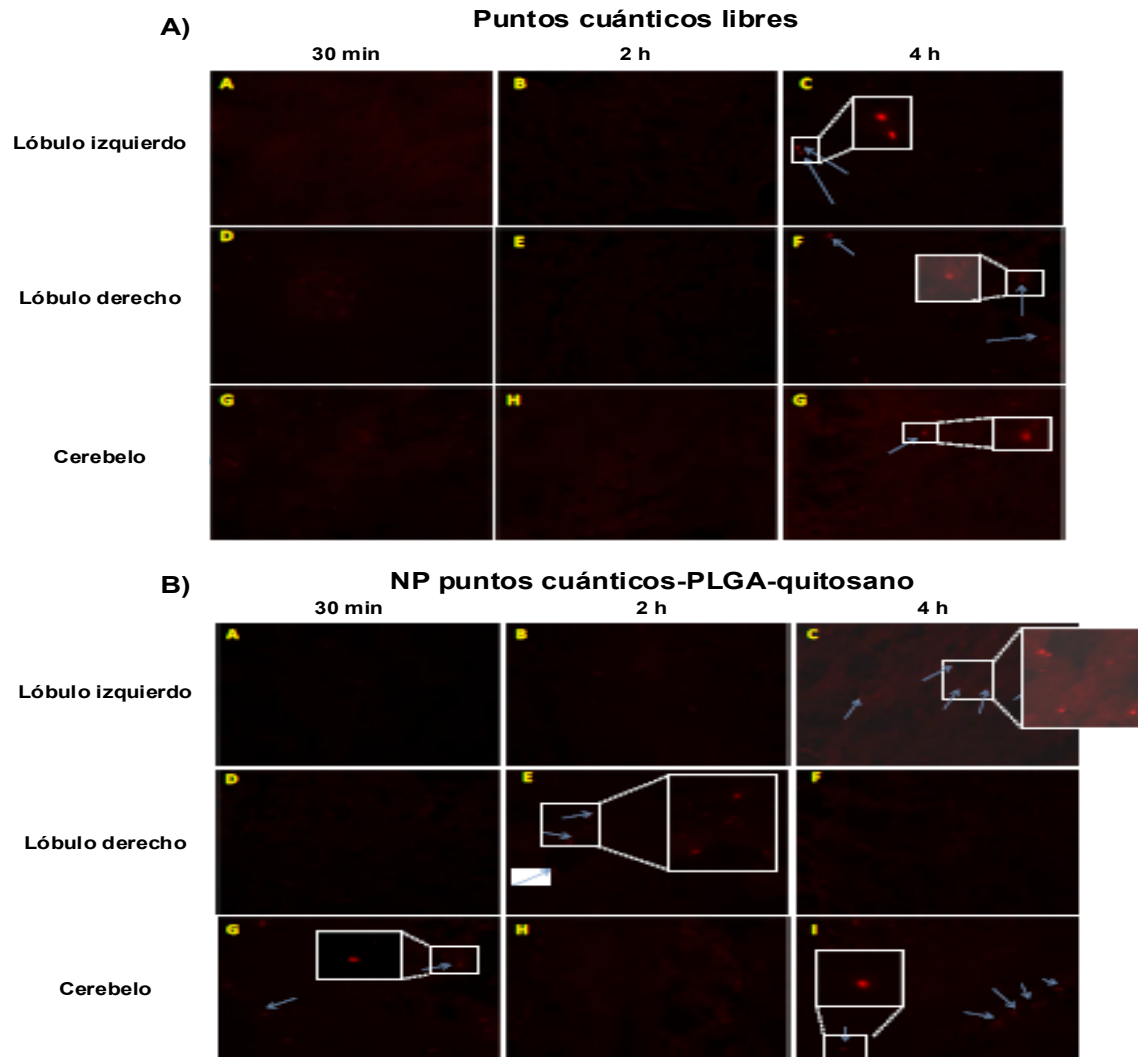 A)
Puntos cuánticos libres
30 min 2 h 4 h
A B C
Lóbulo izquierdo
D E F
Lóbulo derecho
G H G
Cerebelo
B)
NP puntos cuánticos-PLGA-quitosano
30 min 2 h 4 h
A B C
Lóbulo izquierdo
D E F
Lóbulo derecho
G H I
Cerebelo